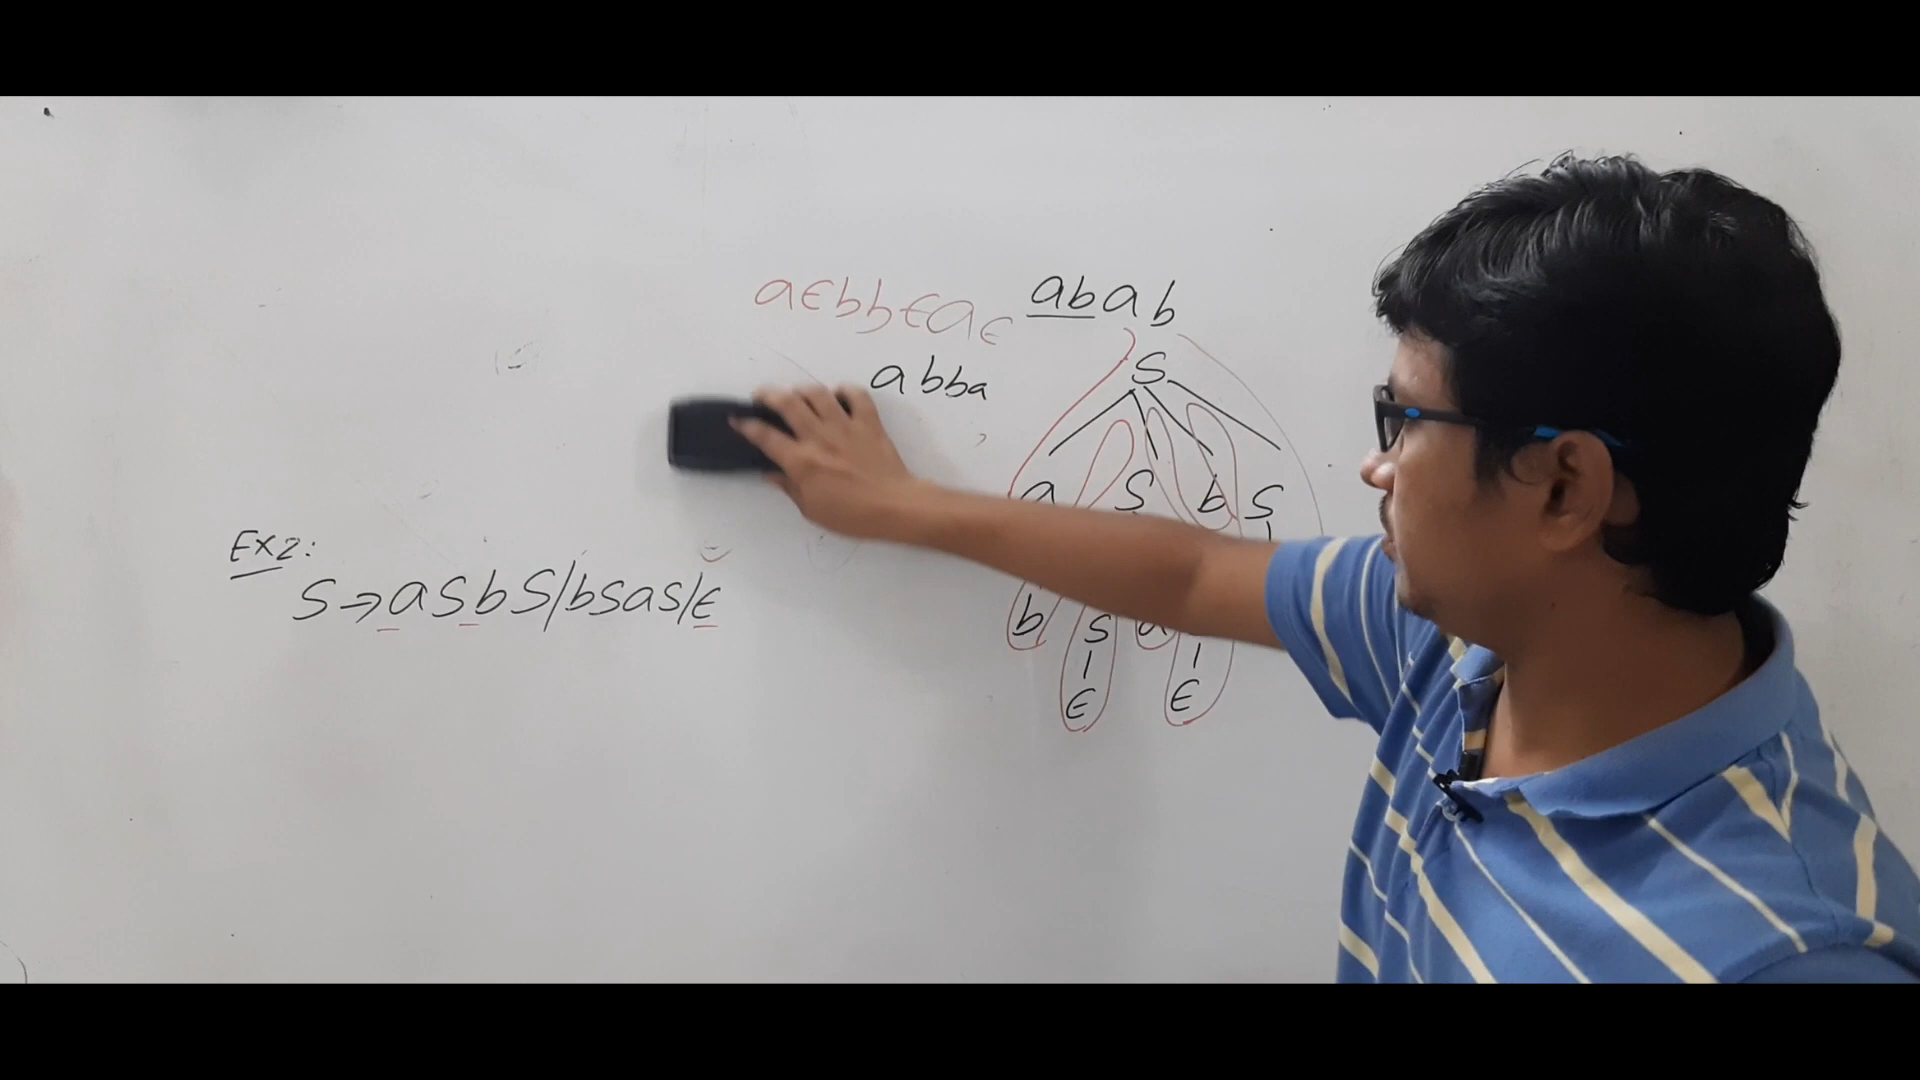 aϵbbϵaϵ abab
abba
S
a S b S
Ex2:
S→aSbS/bSaS/ϵ
b S a
ϵ ϵ